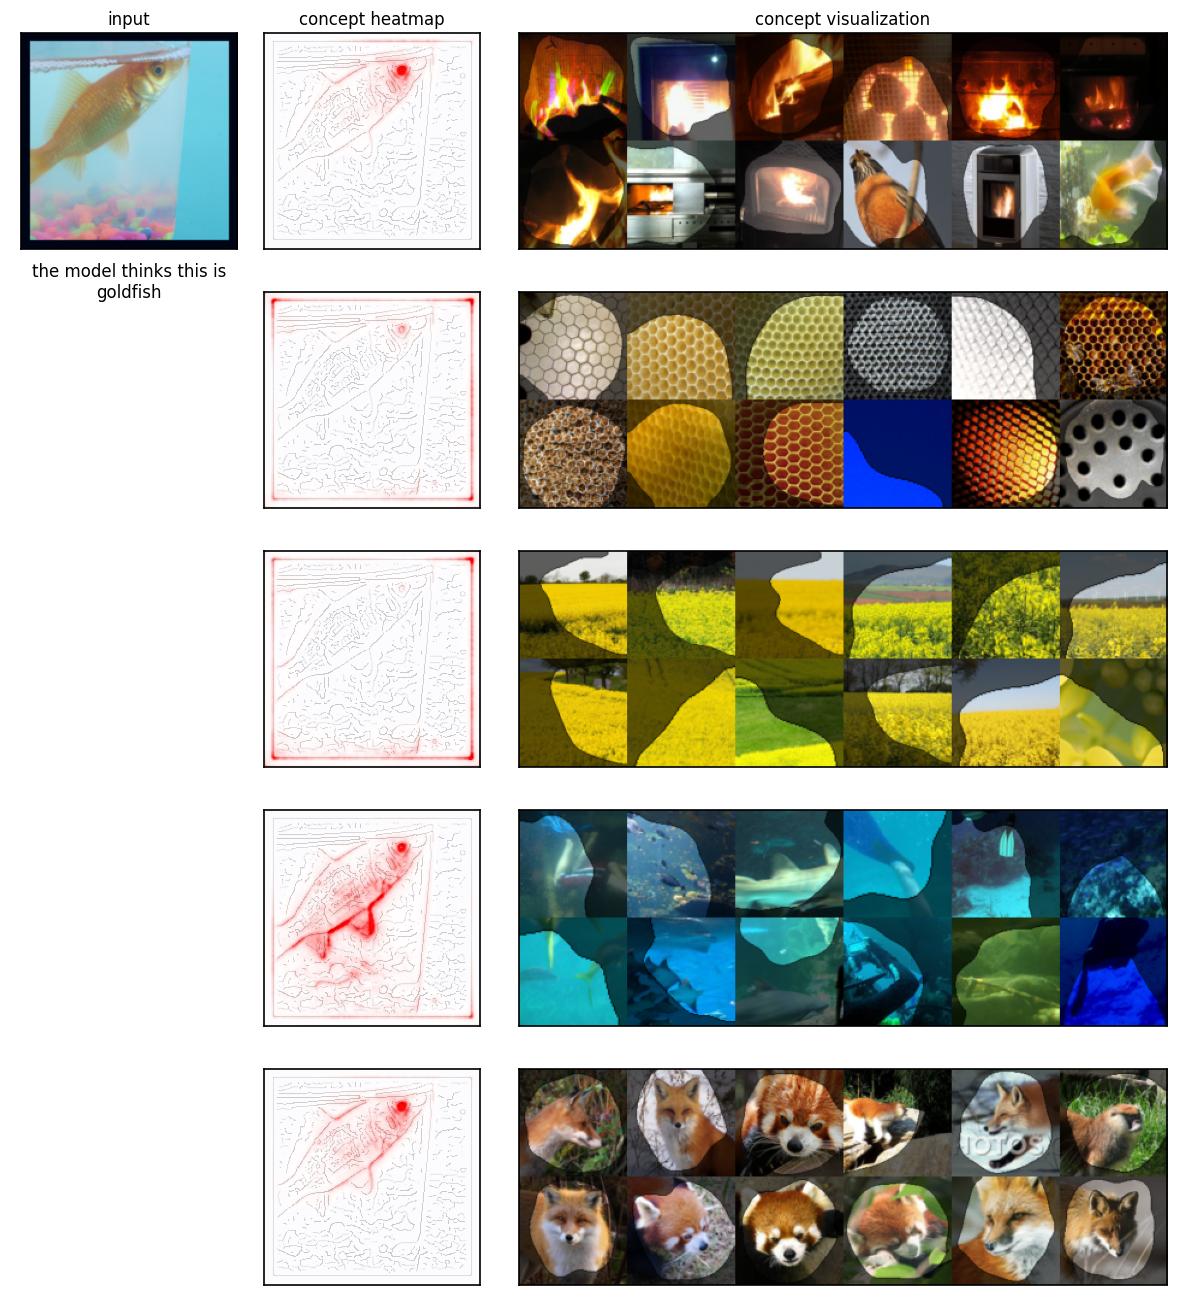 input
concept heatmap
concept visualization
the model thinks this is
goldfish